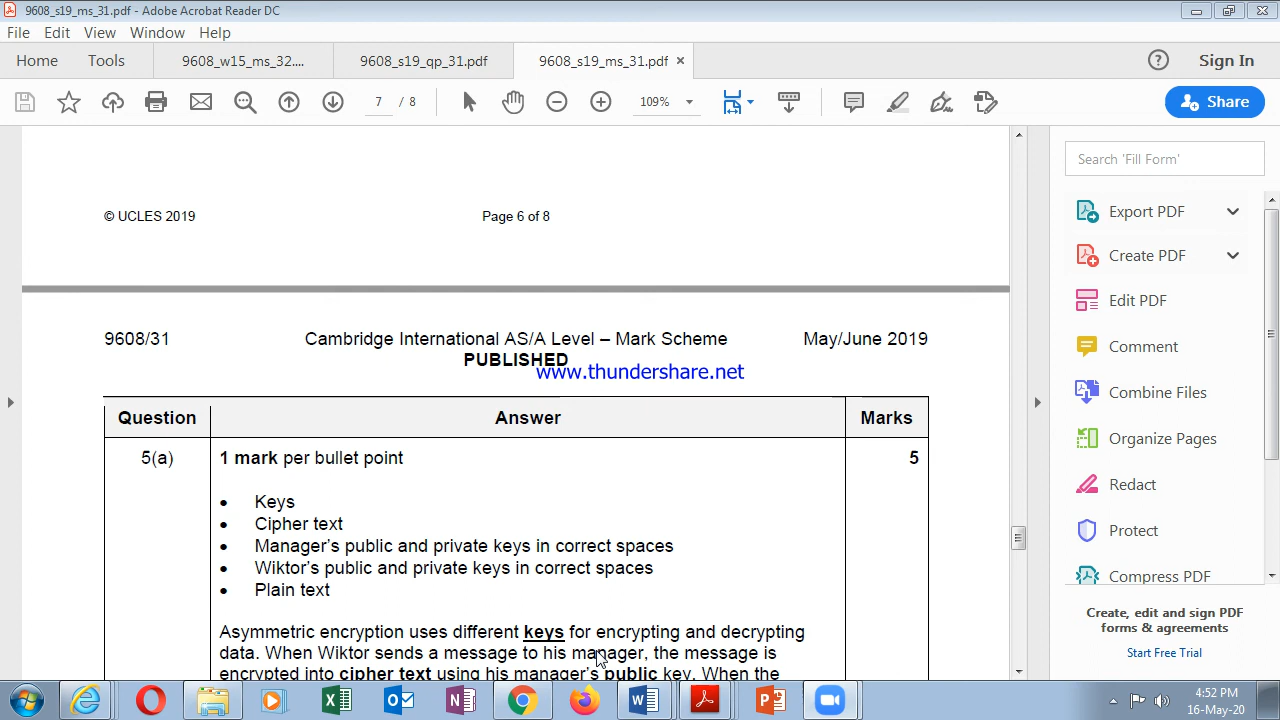 9608_s19_ms_31.pdf - Adobe Acrobat Reader DC
File Edit View Window Help
Home Tools 9608_w15_ms_32.... 9608_s19_qp_31.pdf 9608_s19_ms_31.pdf × ? Sign In
7 / 8 109% Share
Search 'Fill Form'
© UCLES 2019 Page 6 of 8
Export PDF
Create PDF
Edit PDF
Comment
Combine Files
Organize Pages
Redact
Protect
Compress PDF
Create, edit and sign PDF
forms & agreements
Start Free Trial
9608/31 Cambridge International AS/A Level – Mark Scheme May/June 2019
PUBLISHED
www.thundershare.net
Question Answer Marks
5(a) 1 mark per bullet point 5
• Keys
• Cipher text
• Manager's public and private keys in correct spaces
• Wiktor's public and private keys in correct spaces
• Plain text
Asymmetric encryption uses different keys for encrypting and decrypting
data. When Wiktor sends a message to his manager, the message is
encrypted into cipher text using his manager's public key. When the
4:52 PM
16-May-20